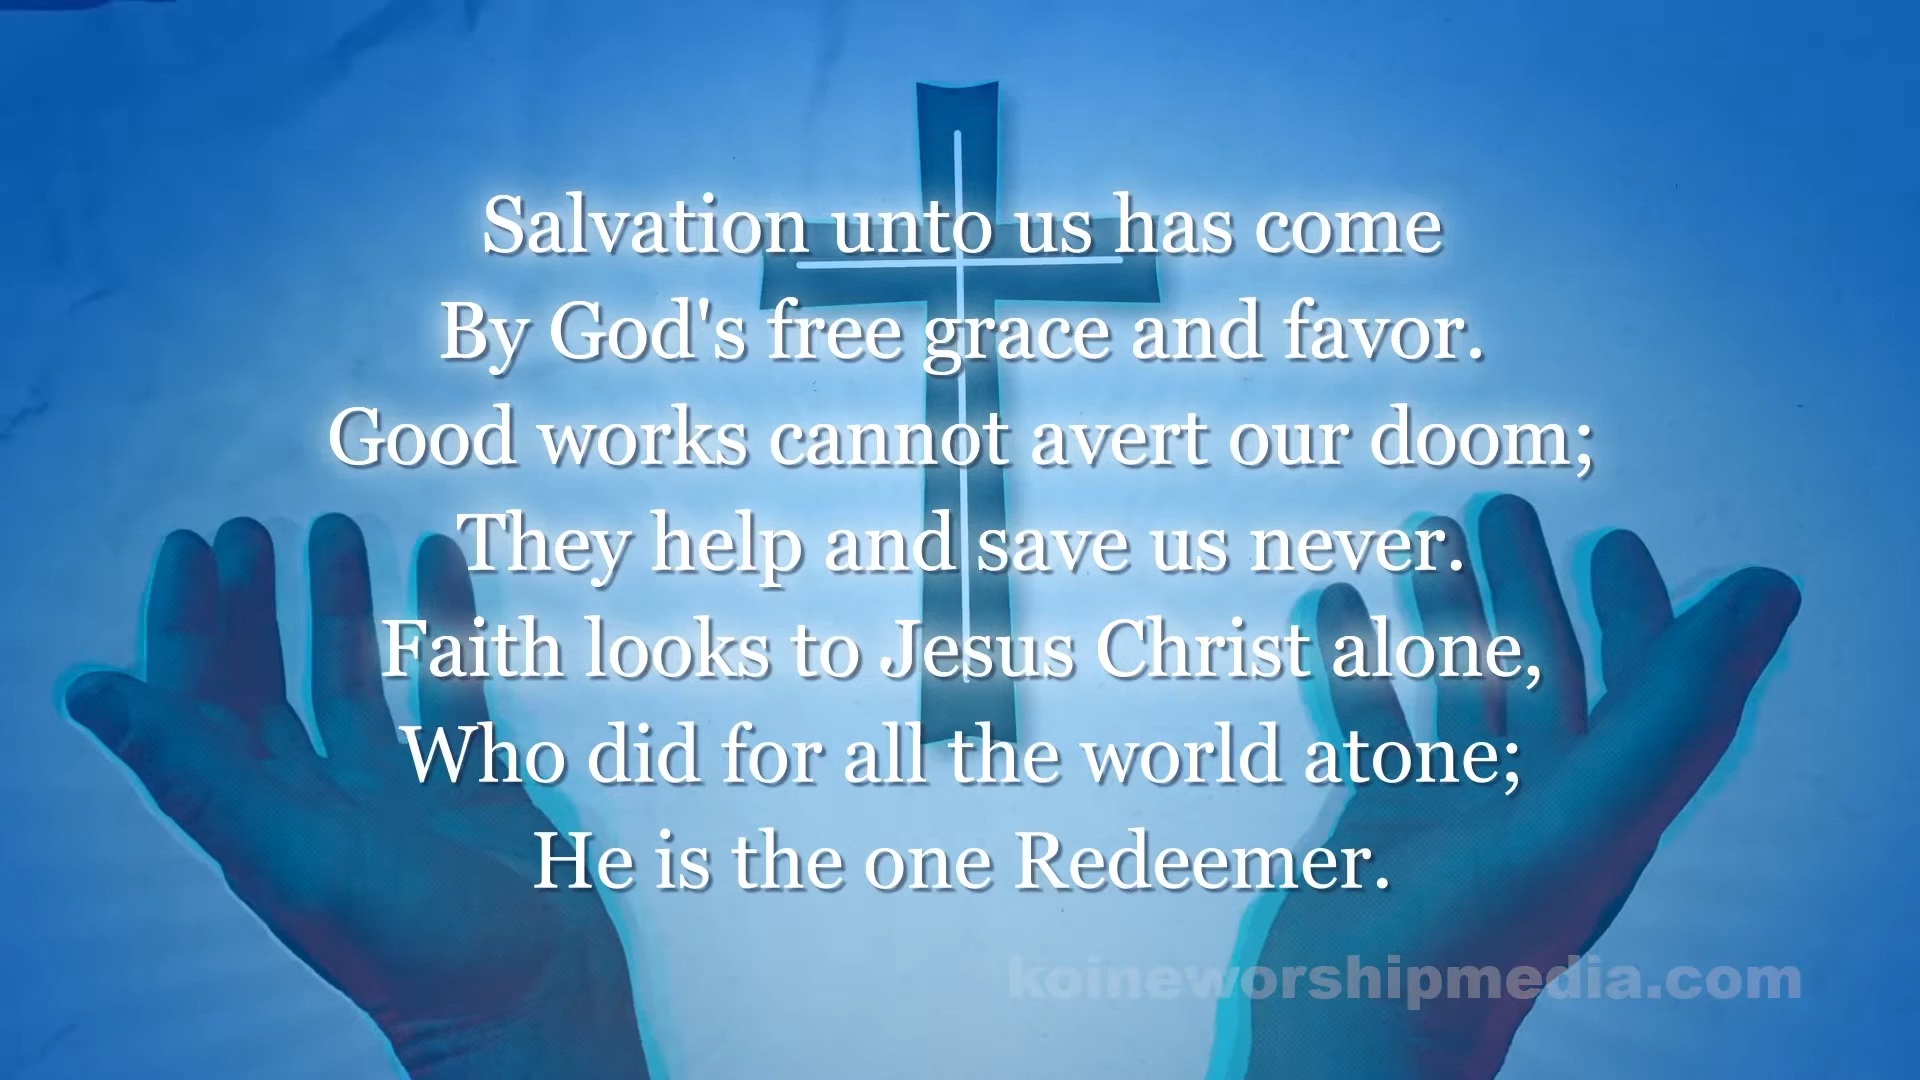 Salvation unto us has come
By God's free grace and favor.
Good works cannot avert our doom;
They help and save us never.
Faith looks to Jesus Christ alone,
Who did for all the world atone;
He is the one Redeemer.
koineworshipmedia.com